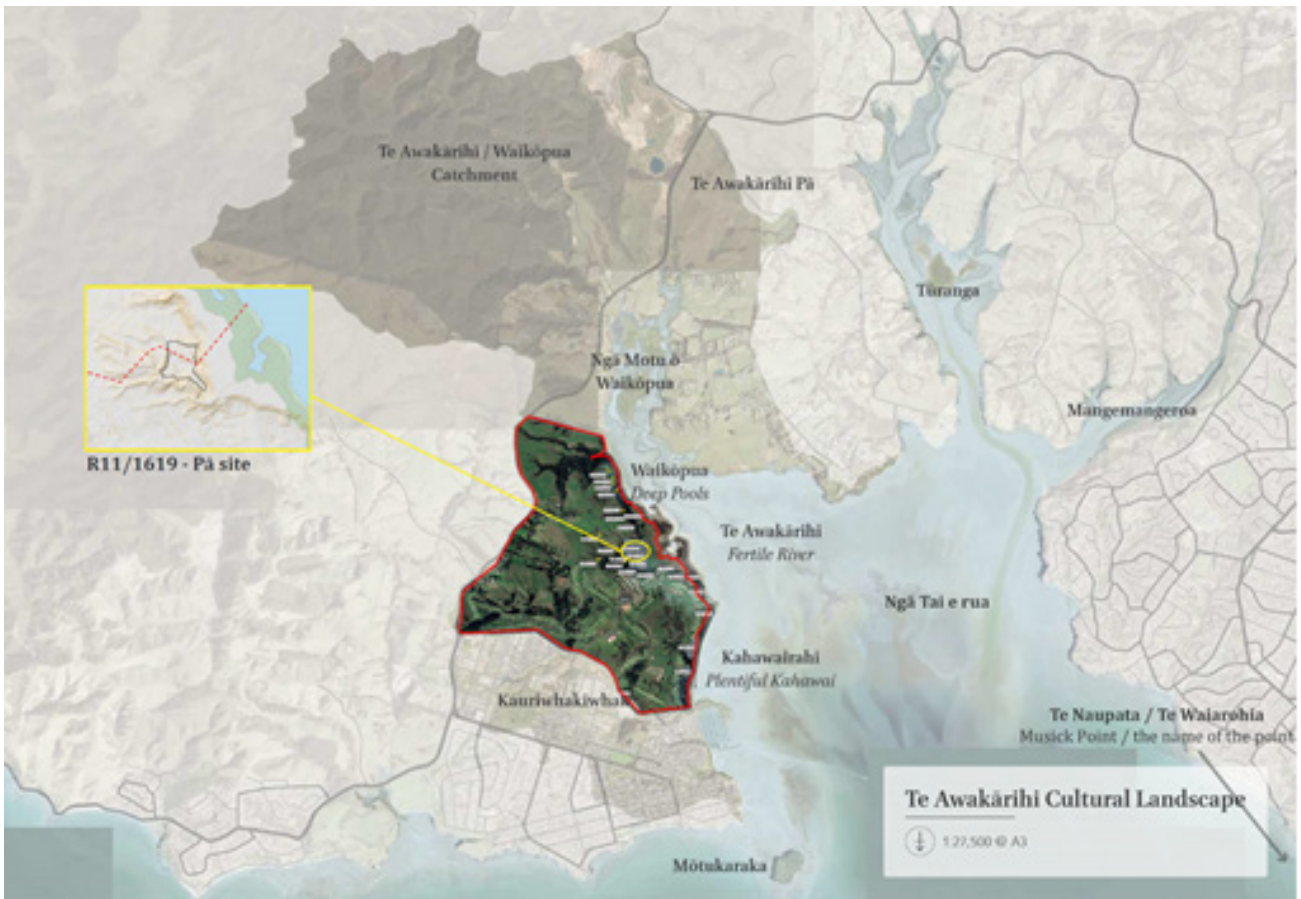 Te Awakārihi / Waikōpua
Catchment
Te Awakārihi Pā
Tūranga
Ngā Motu o
Waikōpua
Mangemangeroa
R11/1619 - Pā site
Waikōpua
Deep Pools
Te Awakārihi
Fertile River
Ngā Tai e rua
Kahawairahi
Plentiful Kahawai
Te Naupata / Te Waiarohia
Musick Point / the name of the point
Te Awakārihi Cultural Landscape
1:27,500 @ A3
Mōtukaraka